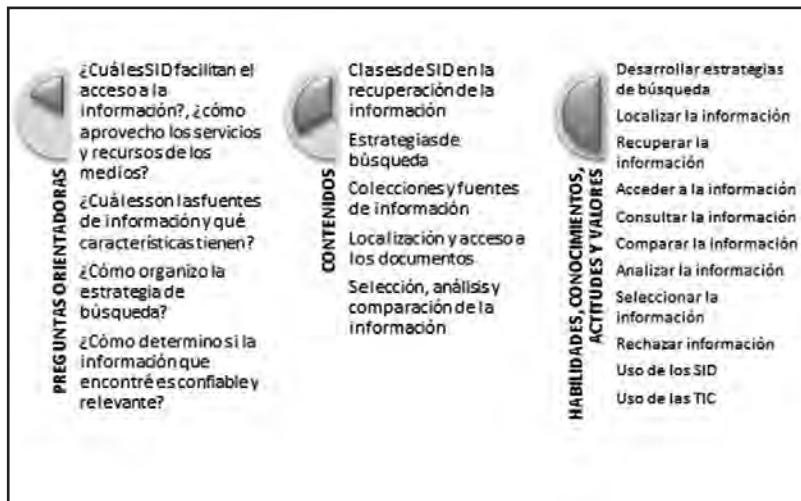 PREGUNTAS ORIENTADORAS
¿Cuáles SID facilitan el
acceso a la
información?, ¿cómo
aprovecho los servicios
y recursos de los
medios?
¿Cuáles son las fuentes
de información y qué
características tienen?
¿Cómo organizo la
estrategia de
búsqueda?
¿Cómo determino si la
información que
encontré es confiable y
relevante?
CONTENIDOS
Clases de SID en la
recuperación de la
información
Estrategias de
búsqueda
Colecciones y fuentes
de información
Localización y acceso a
los documentos
Selección, análisis y
comparación de la
información
HABILIDADES, CONOCIMIENTOS,
ACTITUDES Y VALORES
Desarrollar estrategias
de búsqueda
Localizar la información
Recuperar la
información
Acceder a la información
Consultar la información
Comparar la información
Analizar la información
Seleccionar la
información
Rechazar información
Uso de los SID
Uso de las TIC